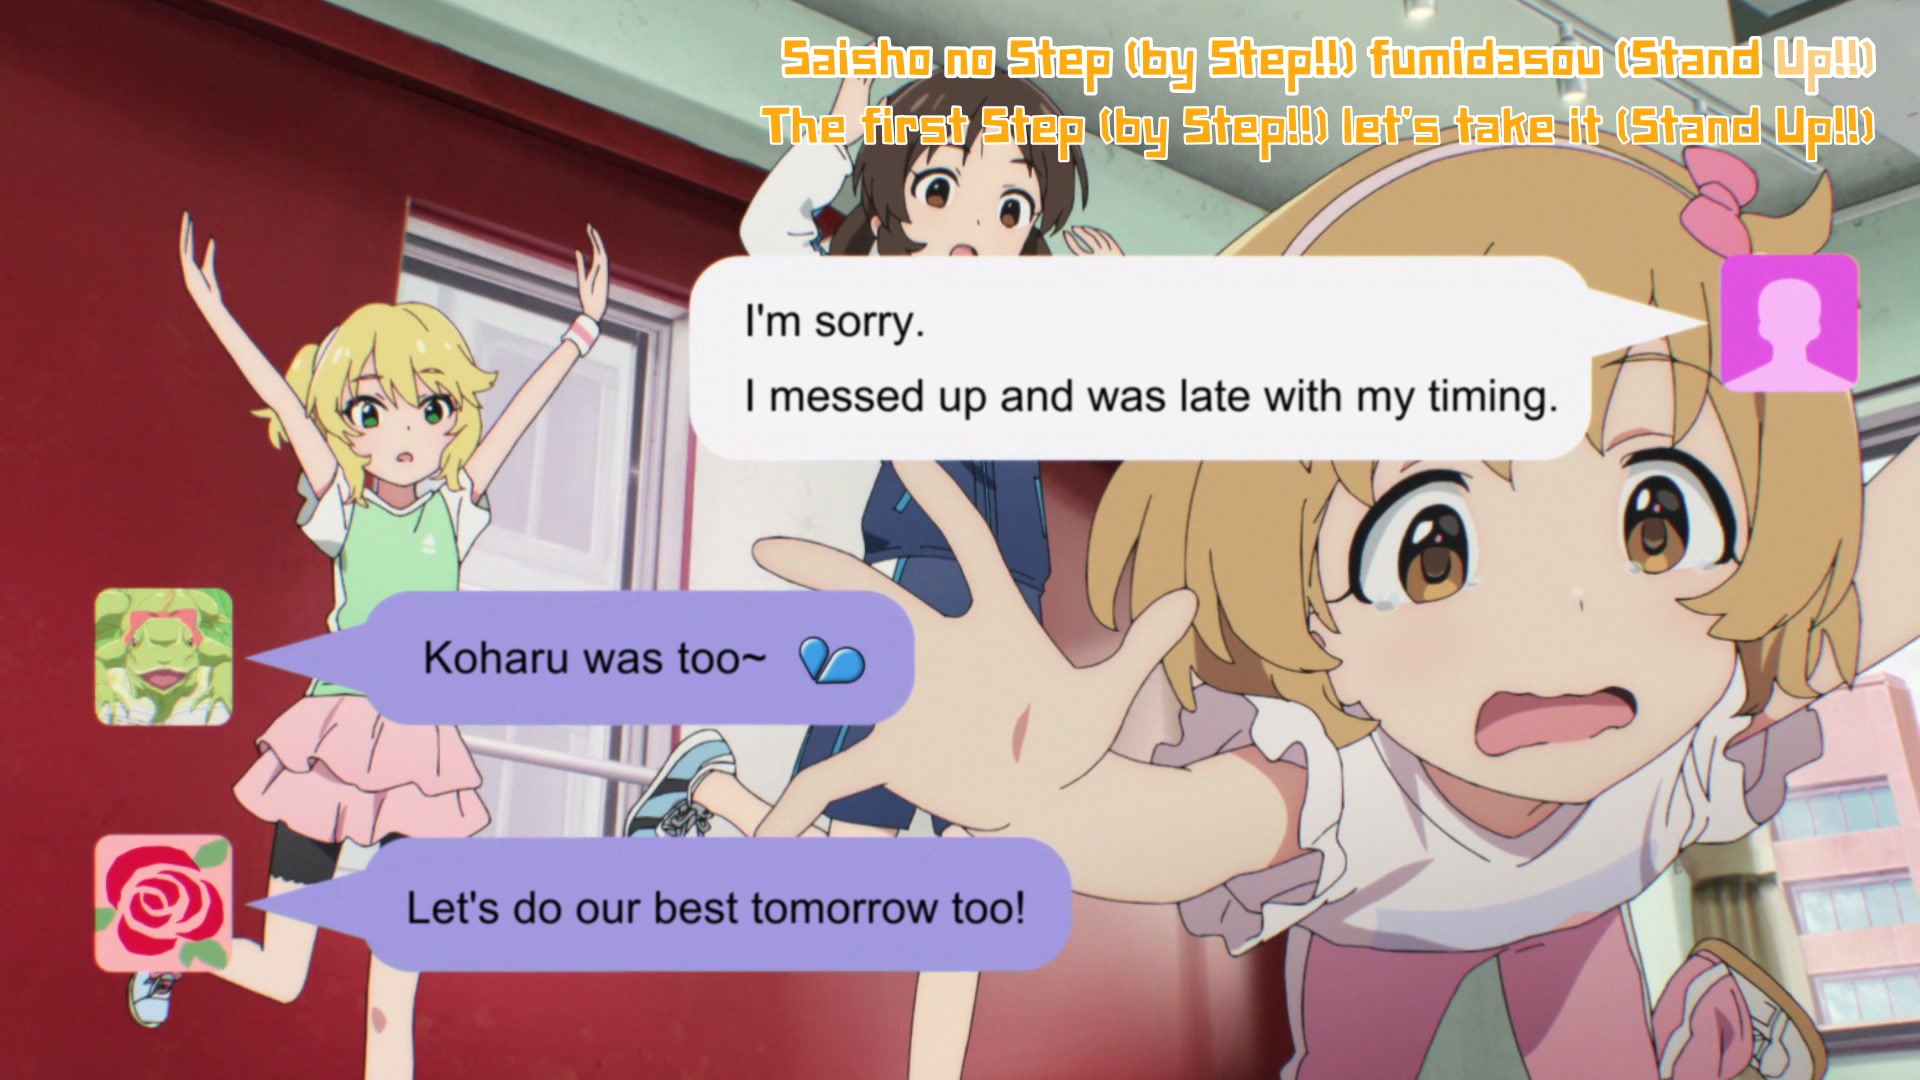 Saisho no Step (by Step!!) fumidasou (Stand Up!!)
The first Step (by Step!!) let's take it (Stand Up!!)
I'm sorry.
I messed up and was late with my timing.
Koharu was too~
Let's do our best tomorrow too!